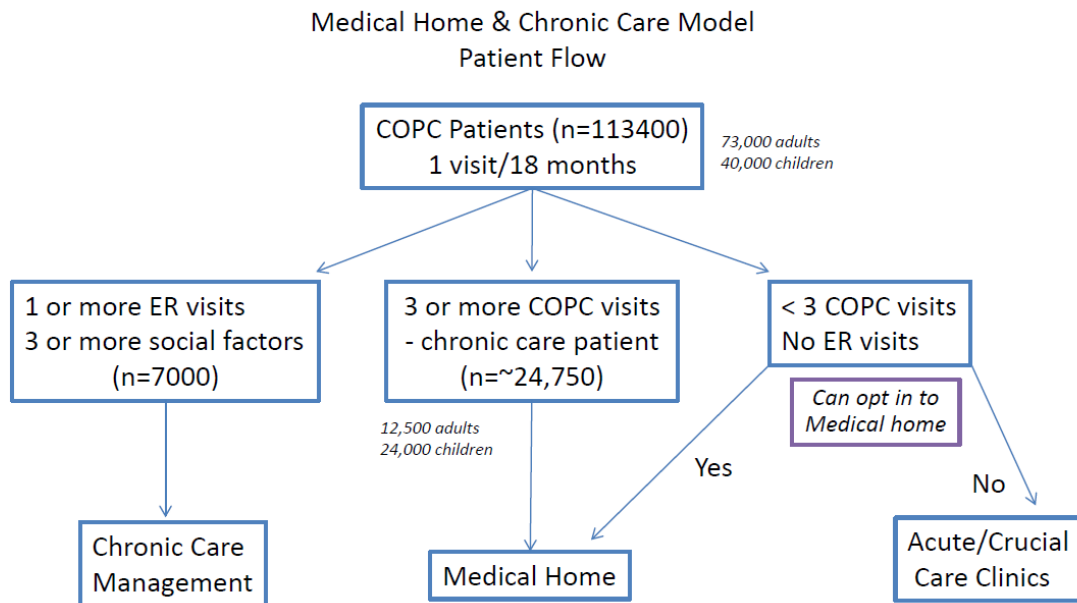 Medical Home & Chronic Care Model
Patient Flow
COPC Patients (n=113400)
1 visit/18 months
73,000 adults
40,000 children
1 or more ER visits
3 or more social factors
(n=7000)
3 or more COPC visits
- chronic care patient
(n=~24,750)
< 3 COPC visits
No ER visits
Can opt in to
Medical home
12,500 adults
24,000 children
Yes
No
Chronic Care
Management
Medical Home
Acute/Crucial
Care Clinics